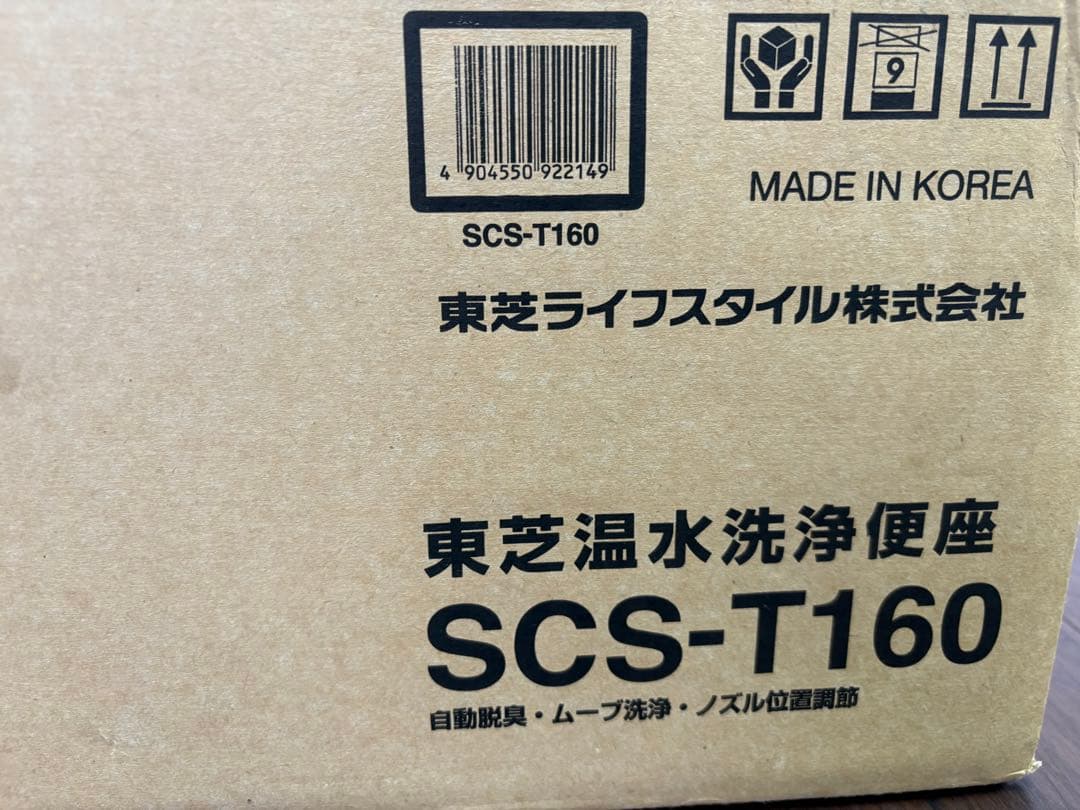 9
4 904550 922149
MADE IN KOREA
SCS-T160
東芝ライフスタイル株式会社
東芝温水洗浄便座
SCS-T160
自動脱臭・ムーブ洗浄・ノズル位置調節